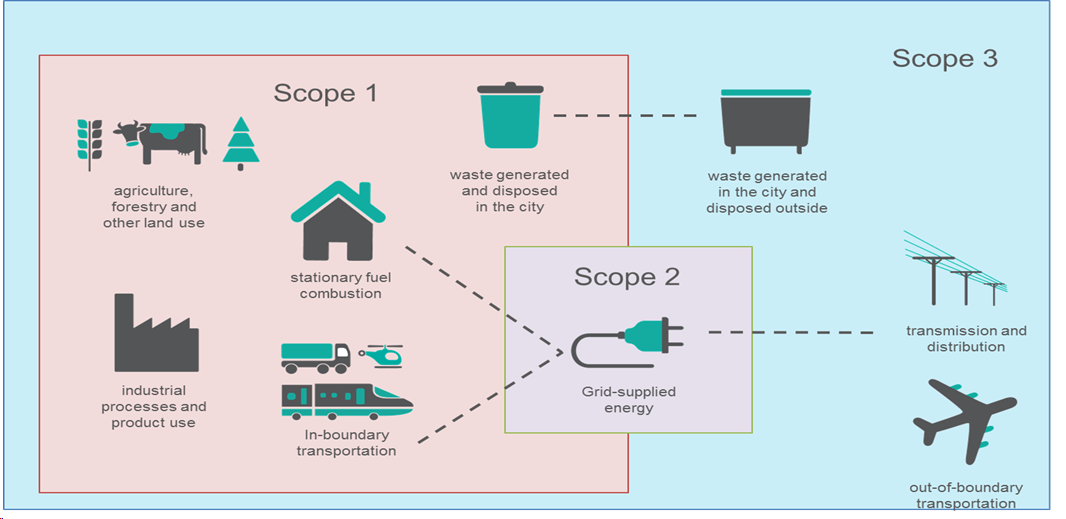 Scope 3
Scope 1
agriculture,
forestry and
other land use
waste generated
and disposed
in the city
waste generated
in the city and
disposed outside
stationary fuel
combustion
Scope 2
Grid-supplied
energy
transmission and
distribution
industrial
processes and
product use
In-boundary
transportation
out-of-boundary
transportation